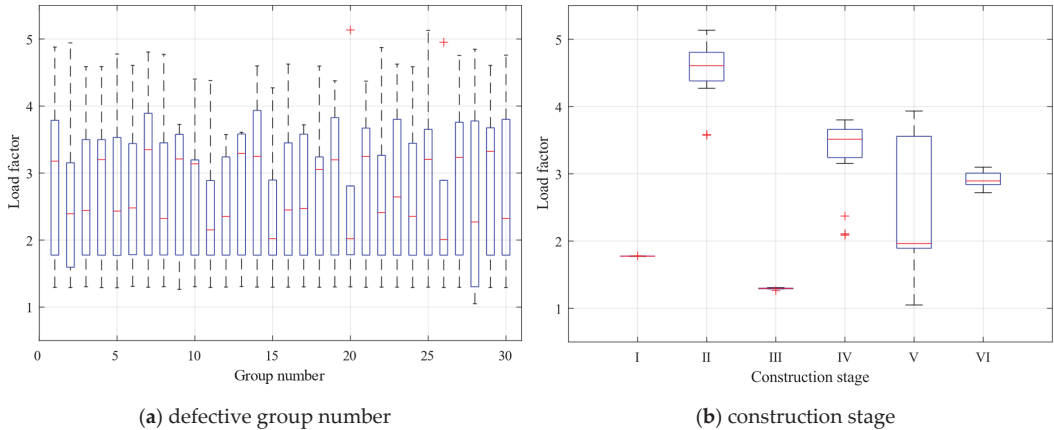 5
4
3
2
1
Load factor
0
5
10
15
20
25
30
Group number
(a) defective group number
5
4
3
2
1
Load factor
I
II
III
IV
V
VI
Construction stage
(b) construction stage